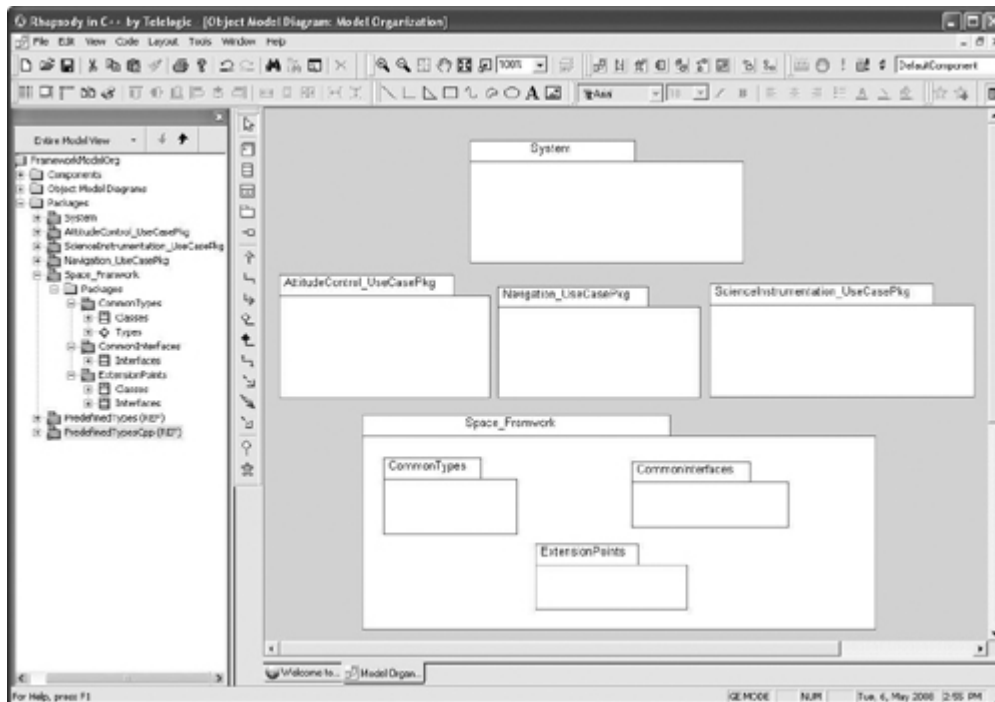 Rhapsody in C++ by Telelogic - [Object Model Diagram: Model Organization]
File Edit View Code Layout Tools Window Help
100%
DefaultComponent
Arial
10
Entire Model View
FrameworkModelOrg
Components
Object Model Diagrams
Packages
System
AttitudeControl_UseCasePkg
ScienceInstrumentation_UseCasePkg
Navigation_UseCasePkg
Space_Framwork
Packages
CommonTypes
Classes
Types
CommonInterfaces
Interfaces
ExtensionPoints
Classes
Interfaces
PredefinedTypes (REF)
PredefinedTypesCpp (REF)
System
AttitudeControl_UseCasePkg
Navigation_UseCasePkg
ScienceInstrumentation_UseCasePkg
Space_Framwork
CommonTypes
CommonInterfaces
ExtensionPoints
Welcome to...
Model Organ...
For Help, press F1
GE MODE
NUM
Tue, 6, May 2008
2:55 PM